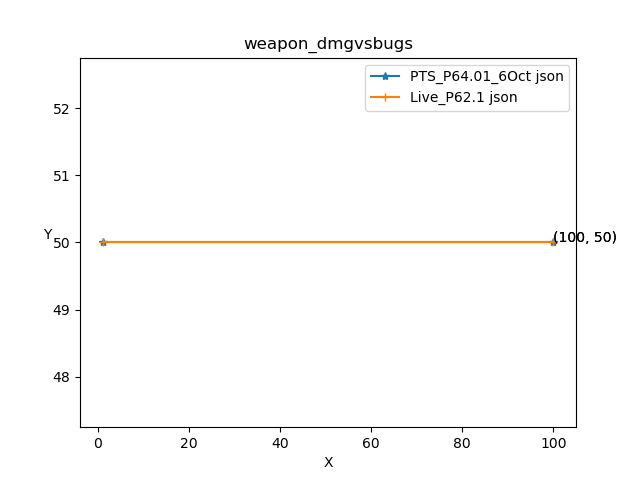 weapon_dmgvsbugs
PTS_P64.01_6Oct json
Live_P62.1 json
52
51
50
49
48
Y
(100, 50)
0 20 40 60 80 100
X